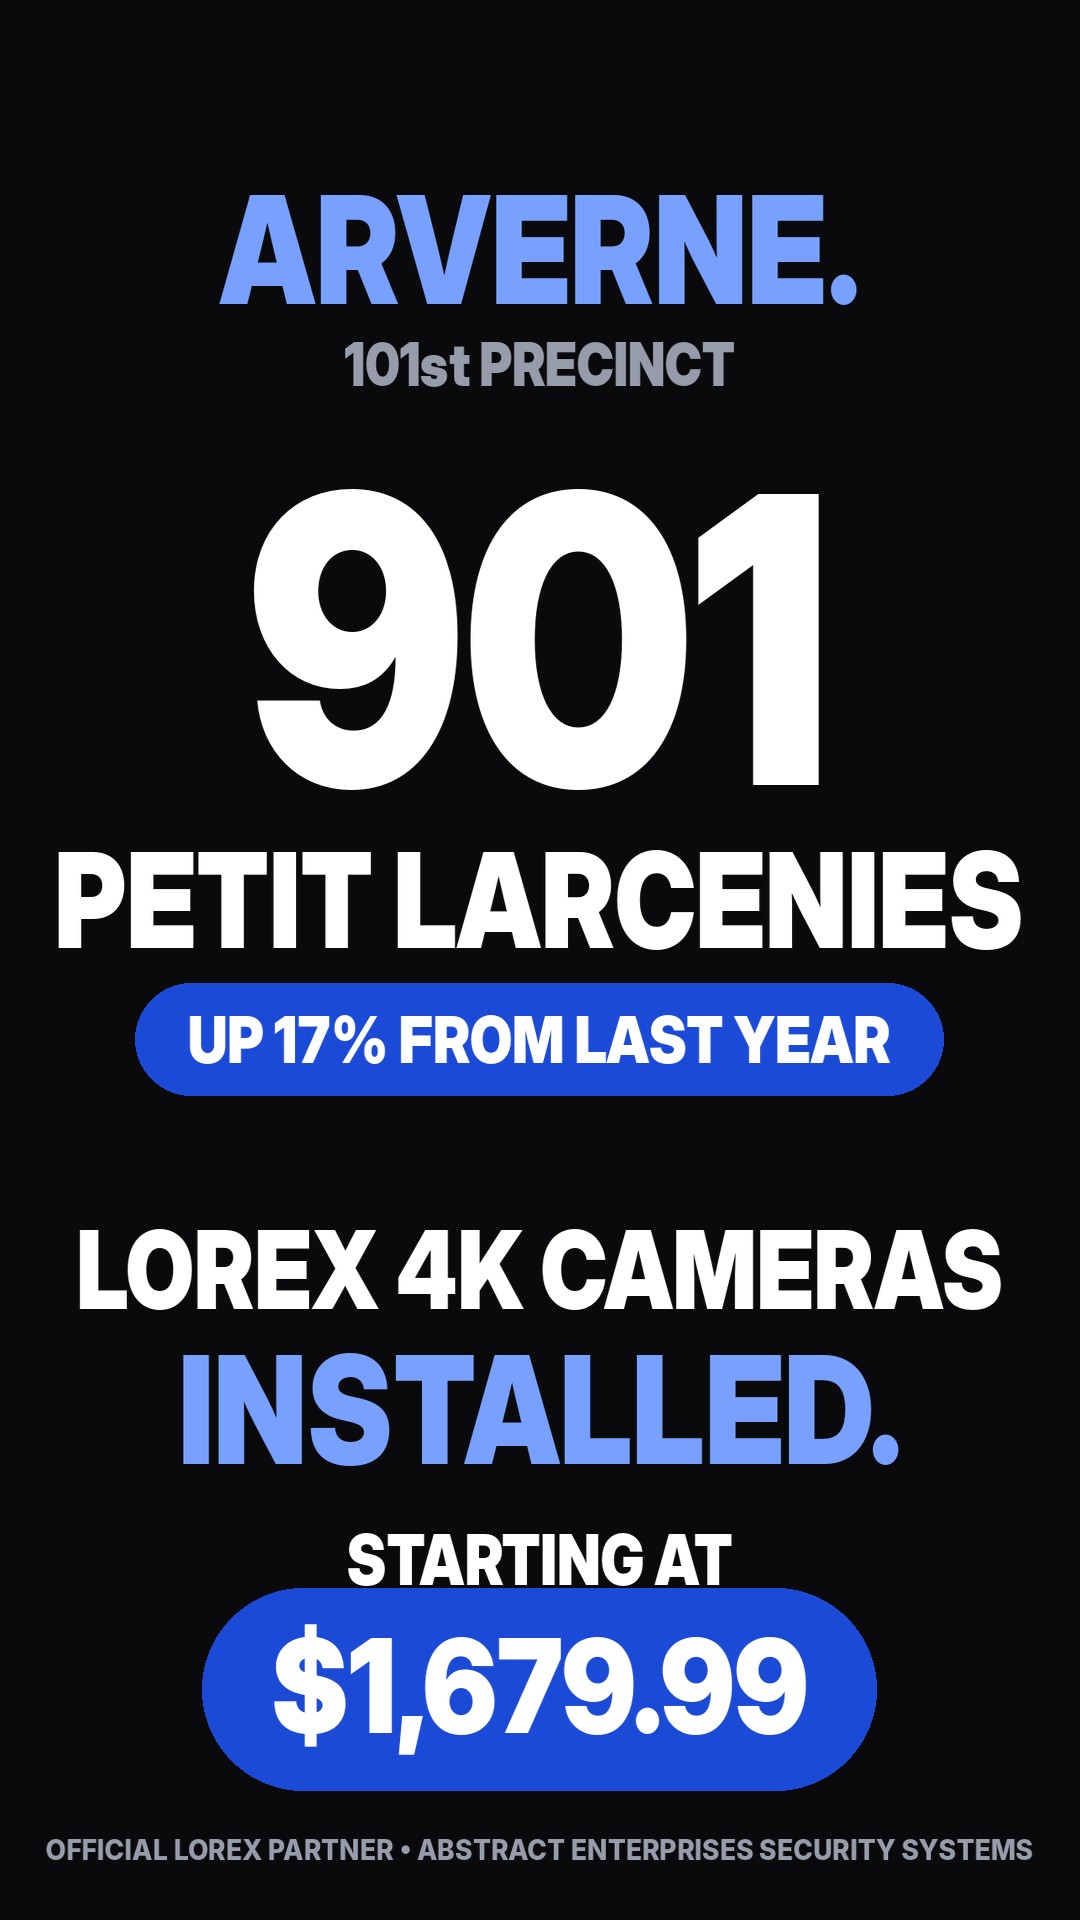 ARVERNE.
101st PRECINCT
901
PETIT LARCENIES
UP 17% FROM LAST YEAR
LOREX 4K CAMERAS
INSTALLED.
STARTING AT
$1,679.99
OFFICIAL LOREX PARTNER • ABSTRACT ENTERPRISES SECURITY SYSTEMS